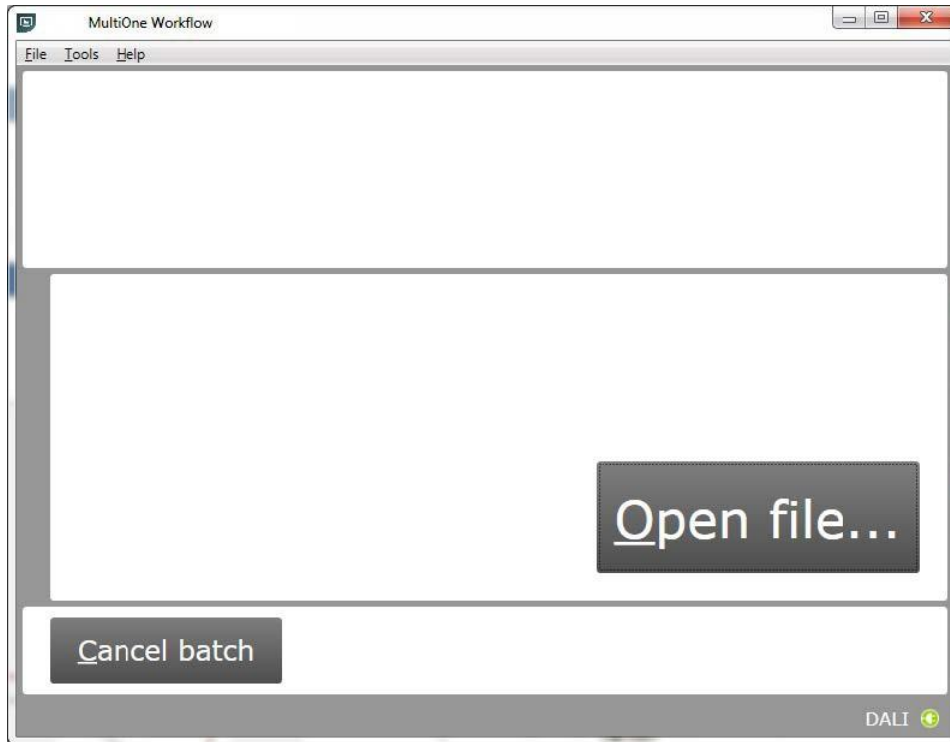 MultiOne Workflow
File Tools Help
Open file...
Cancel batch
DALI